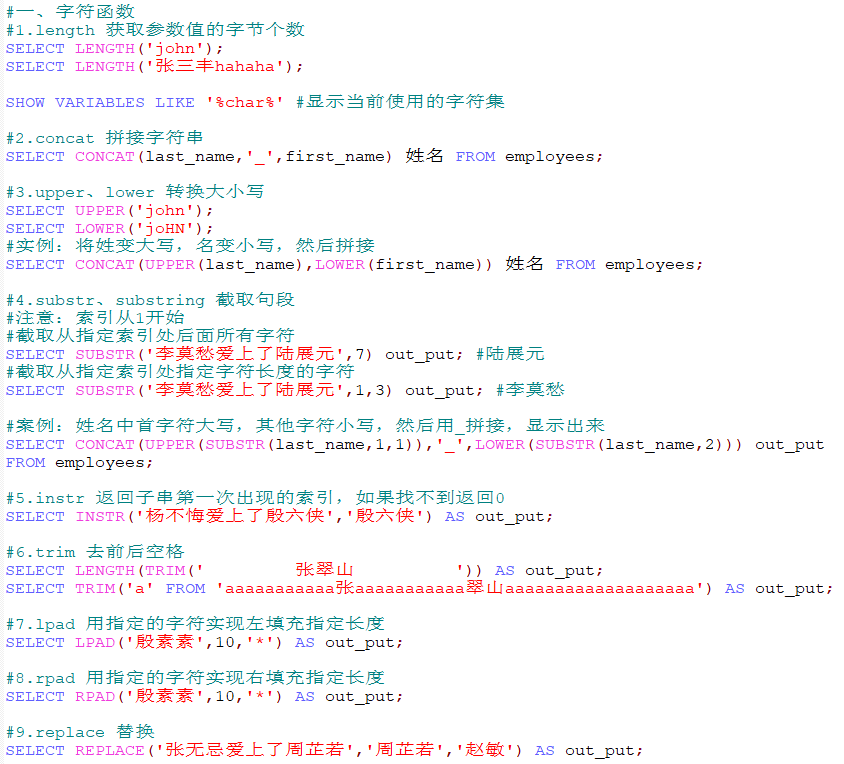 #一、字符函数
#1.length 获取参数值的字节个数
SELECT LENGTH('john');
SELECT LENGTH('张三丰hahaha');
SHOW VARIABLES LIKE '%char%' #显示当前使用的字符集
#2.concat 拼接字符串
SELECT CONCAT(last_name,'_',first_name) 姓名 FROM employees;
#3.upper、lower 转换大小写
SELECT UPPER('john');
SELECT LOWER('joHN');
#实例：将姓变大写，名变小写，然后拼接
SELECT CONCAT(UPPER(last_name),LOWER(first_name)) 姓名 FROM employees;
#4.substr、substring 截取句段
#注意：索引从1开始
#截取从指定索引处后面所有字符
SELECT SUBSTR('李莫愁爱上了陆展元',7) out_put; #陆展元
#截取从指定索引处指定字符长度的字符
SELECT SUBSTR('李莫愁爱上了陆展元',1,3) out_put; #李莫愁
#案例：姓名中首字符大写，其他字符小写，然后用_拼接，显示出来
SELECT CONCAT(UPPER(SUBSTR(last_name,1,1)),'_',LOWER(SUBSTR(last_name,2))) out_put
FROM employees;
#5.instr 返回子串第一次出现的索引，如果找不到返回0
SELECT INSTR('杨不悔爱上了殷六侠','殷六侠') AS out_put;
#6.trim 去前后空格
SELECT LENGTH(TRIM('         张翠山          ')) AS out_put;
SELECT TRIM('a' FROM 'aaaaaaaaaaa张aaaaaaaaaaa翠山aaaaaaaaaaaaaaaaaaa') AS out_put;
#7.lpad 用指定的字符实现左填充指定长度
SELECT LPAD('殷素素',10,'*') AS out_put;
#8.rpad 用指定的字符实现右填充指定长度
SELECT RPAD('殷素素',10,'*') AS out_put;
#9.replace 替换
SELECT REPLACE('张无忌爱上了周芷若','周芷若','赵敏') AS out_put;